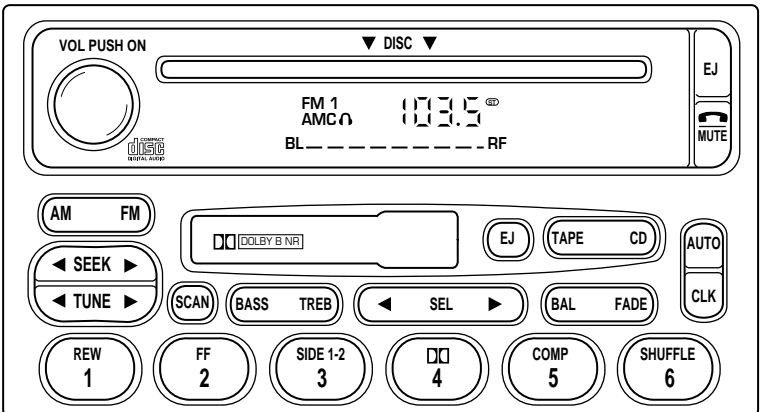 VOL PUSH ON
▼ DISC ▼
EJ
FM 1
AMC
103.5
ST
MUTE
COMPACT
disc
DIGITAL AUDIO
BL RF
AM FM
DOLBY B NR
EJ
TAPE CD
AUTO
◄ SEEK ►
◄ TUNE ►
SCAN
BASS TREB
◄ SEL ►
BAL FADE
CLK
REW
1
FF
2
SIDE 1-2
3
4
COMP
5
SHUFFLE
6